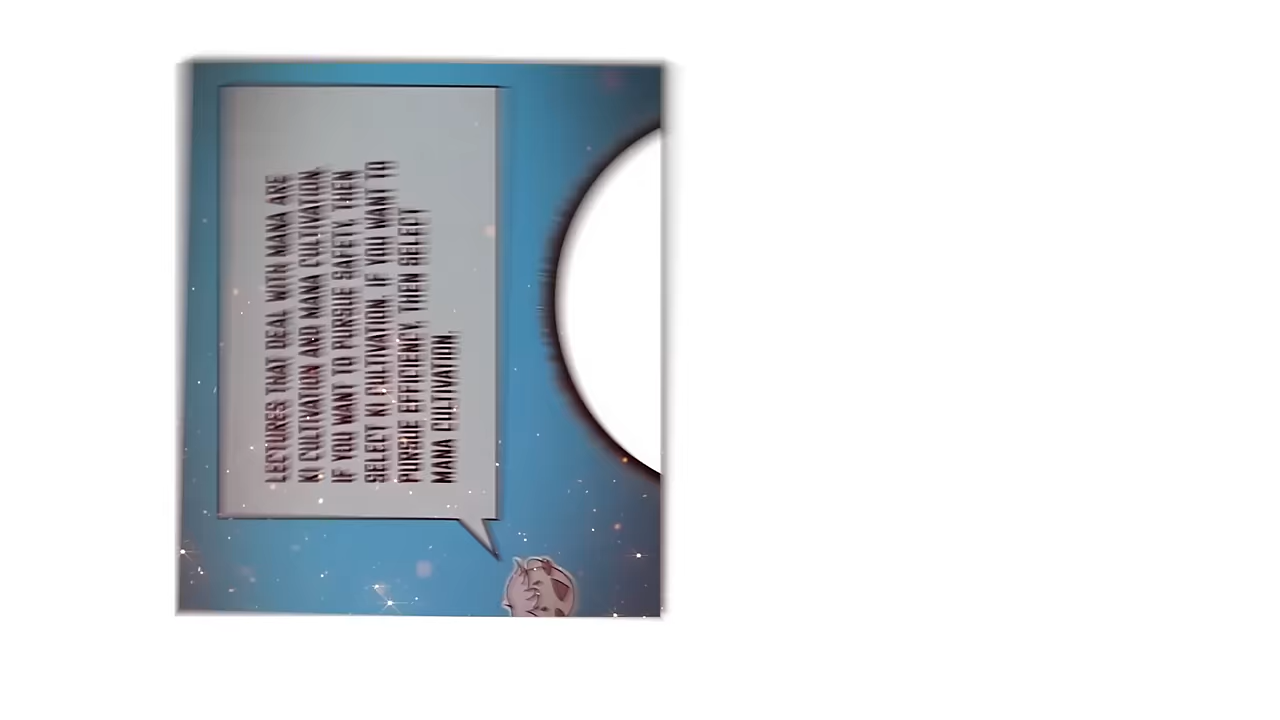 LECTURES THAT DEAL WITH MANA ARE
KI CULTIVATION AND MANA CULTIVATION.
IF YOU WANT TO PURSUE SAFETY, THEN
SELECT KI CULTIVATION. IF YOU WANT TO
PURSUE EFFICIENCY, THEN SELECT
MANA CULTIVATION.